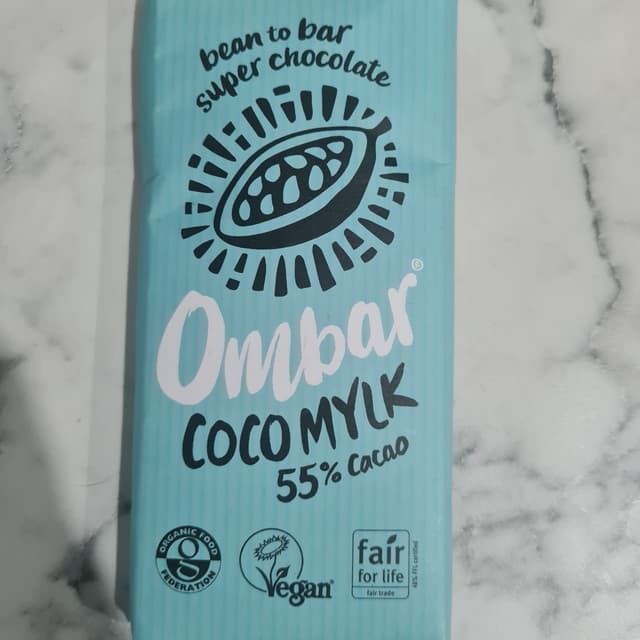 bean to bar
super chocolate
Ombar®
COCO MYLK
55% cacao
ORGANIC FOOD
FEDERATION
Vegan
fair
for life
fair trade